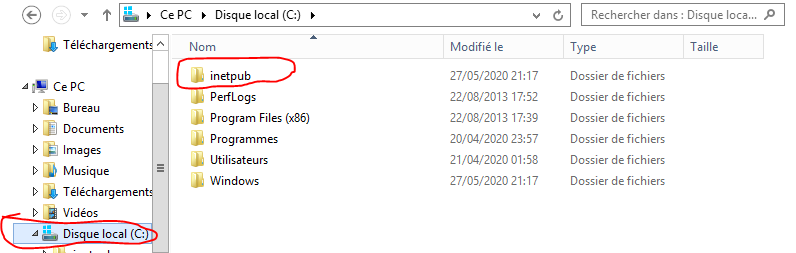 Ce PC Disque local (C:)
Rechercher dans : Disque loca...
Téléchargements
Ce PC
Bureau
Documents
Images
Musique
Téléchargements
Vidéos
Disque local (C:)
Nom Modifié le Type Taille
inetpub 27/05/2020 21:17 Dossier de fichiers
PerfLogs 22/08/2013 17:52 Dossier de fichiers
Program Files (x86) 22/08/2013 17:39 Dossier de fichiers
Programmes 20/04/2020 23:57 Dossier de fichiers
Utilisateurs 21/04/2020 01:58 Dossier de fichiers
Windows 27/05/2020 21:17 Dossier de fichiers